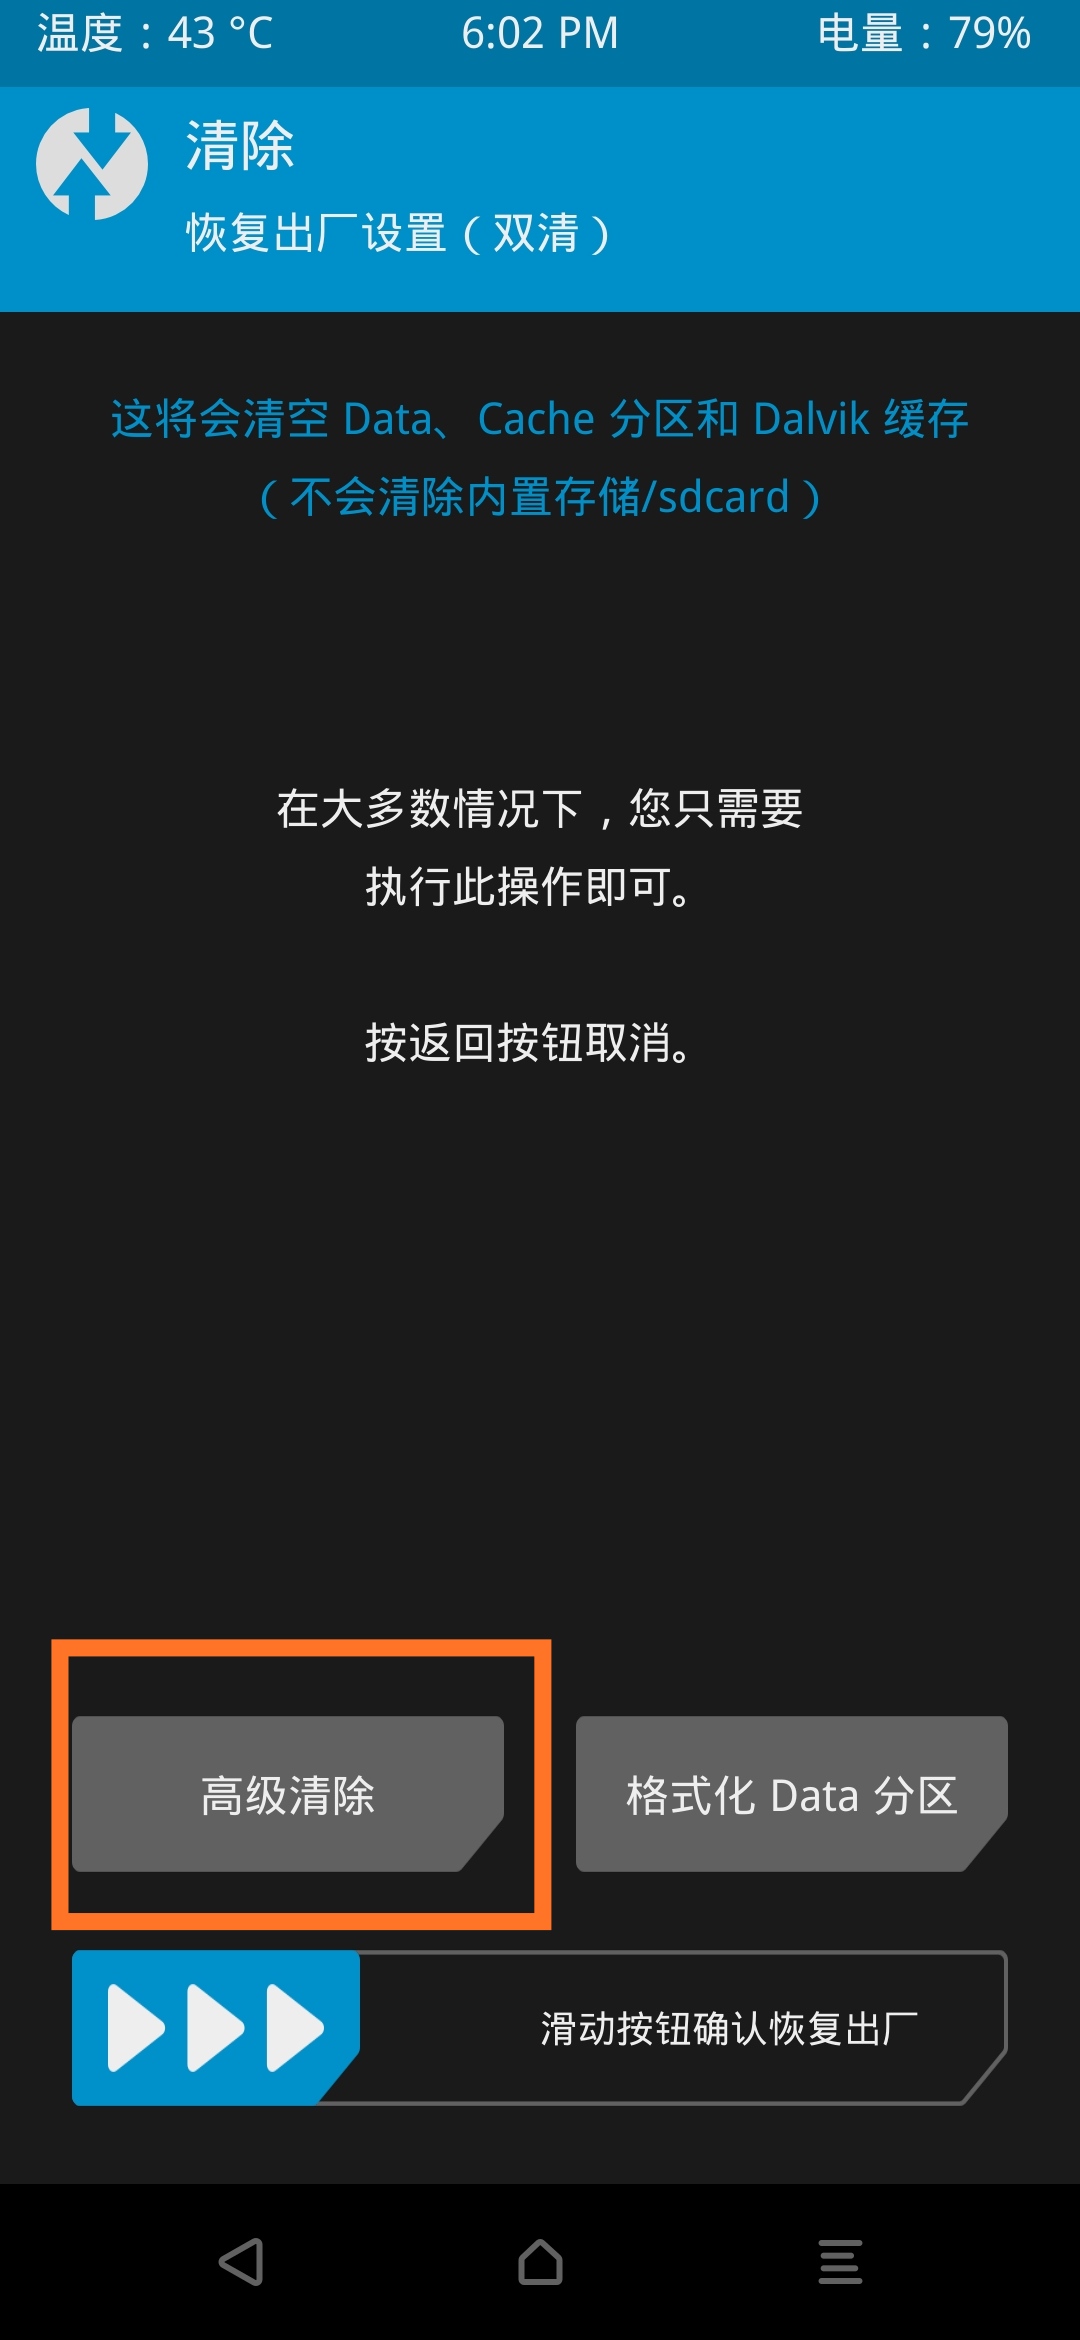 温度：43 °C 6:02 PM 电量：79%
清除
恢复出厂设置（双清）
这将会清空 Data、Cache 分区和 Dalvik 缓存
（不会清除内置存储/sdcard）
在大多数情况下，您只需要
执行此操作即可。
按返回按钮取消。
高级清除 格式化 Data 分区
滑动按钮确认恢复出厂